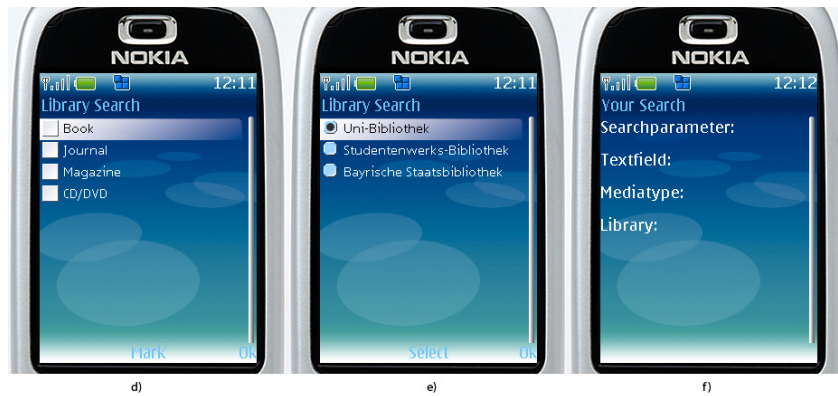 NOKIA
12:11
Library Search
Book
Journal
Magazine
CD/DVD
Mark Ok
d)
NOKIA
12:11
Library Search
Uni-Bibliothek
Studentenwerks-Bibliothek
Bayrische Staatsbibliothek
Select Ok
e)
NOKIA
12:12
Your Search
Searchparameter:
Textfield:
Mediatype:
Library:
f)